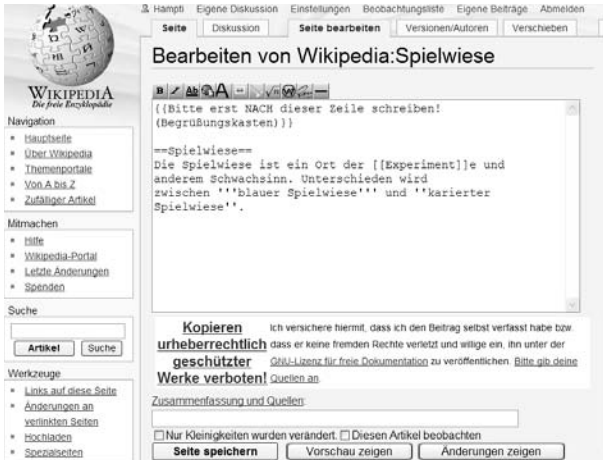 Hampti Eigene Diskussion Einstellungen Beobachtungsliste Eigene Beiträge Abmelden
Seite Diskussion Seite bearbeiten Versionen/Autoren Verschieben
Bearbeiten von Wikipedia:Spielwiese
WIKIPEDIA
Die freie Enzyklopädie
Navigation
Hauptseite
Über Wikipedia
Themenportale
Von A bis Z
Zufälliger Artikel
Mitmachen
Hilfe
Wikipedia-Portal
Letzte Änderungen
Spenden
Suche
Artikel Suche
Werkzeuge
Links auf diese Seite
Änderungen an
verlinkten Seiten
Hochladen
Spezialseiten
{{Bitte erst NACH dieser Zeile schreiben!
(Begrüßungskasten)}}
==Spielwiese==
Die Spielwiese ist ein Ort der [[Experiment]]e und
anderem Schwachsinn. Unterschieden wird
zwischen '''blauer Spielwiese''' und ''karierter
Spielwiese''.
Kopieren
urheberrechtlich
geschützter
Werke verboten!
Ich versichere hiermit, dass ich den Beitrag selbst verfasst habe bzw.
dass er keine fremden Rechte verletzt und willige ein, ihn unter der
GNU-Lizenz für freie Dokumentation zu veröffentlichen. Bitte gib deine
Quellen an.
Zusammenfassung und Quellen:
Nur Kleinigkeiten wurden verändert. Diesen Artikel beobachten
Seite speichern Vorschau zeigen Änderungen zeigen